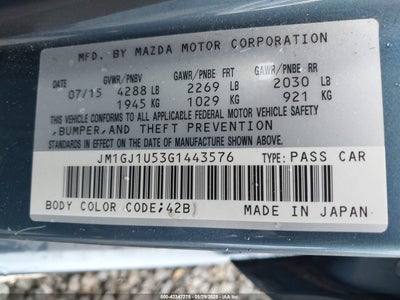 MFD. BY MAZDA MOTOR CORPORATION
GVWR/PNBV GAWR/PNBE FRT GAWR/PNBE RR
07/15 4288 LB 2269 LB 2030 LB
1945 KG 1029 KG 921 KG
THIS VEHICLE CONFORMS TO ALL APPLICABLE FEDERAL MOTOR VEHICLE SAFETY
,BUMPER,AND THEFT PREVENTION
STANDARDS IN EFFECT ON THE DATE OF MANUFACTURE SHOWN ABOVE.
JM1GJ1U53G1443576 TYPE: PASS CAR
BODY COLOR CODE;42B MADE IN JAPAN